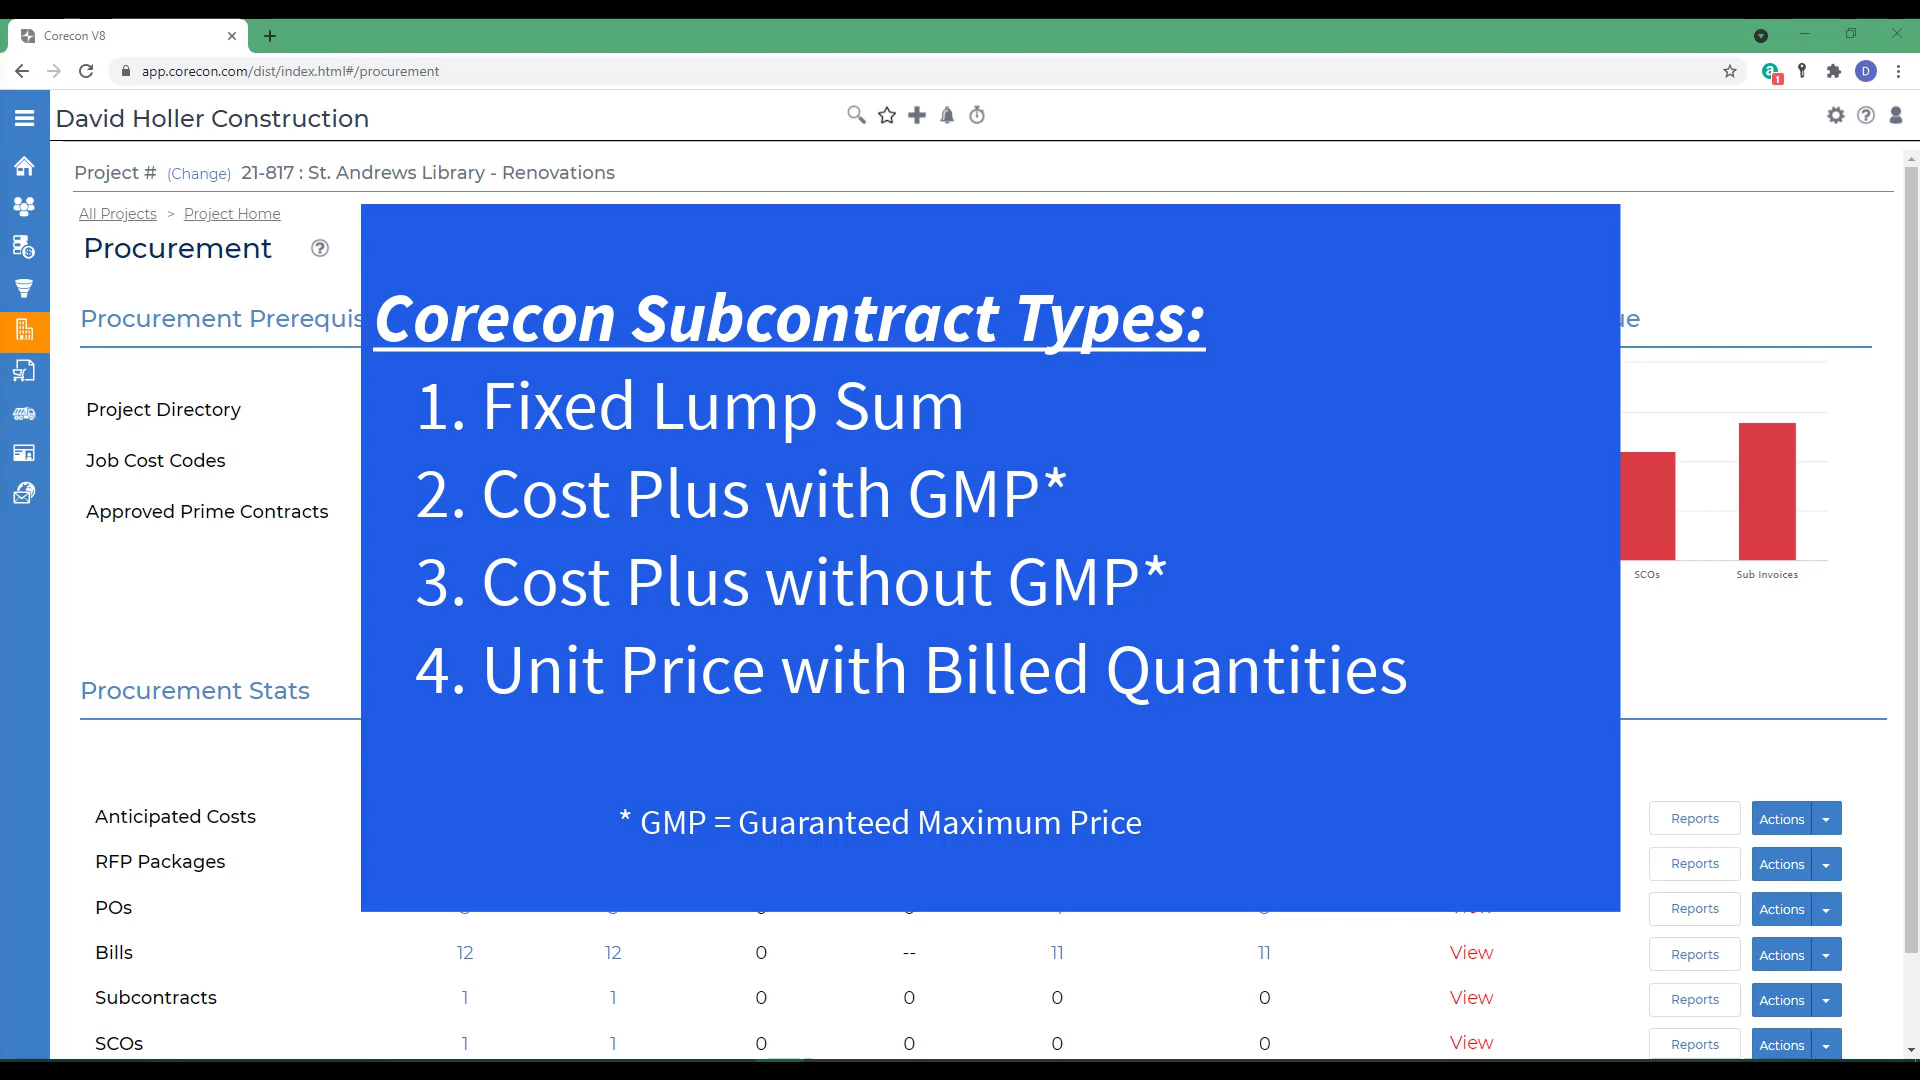 Corecon V8
app.corecon.com/dist/index.html#/procurement
D
1
David Holler Construction
Project # (Change) 21-817 : St. Andrews Library - Renovations
All Projects > Project Home
Procurement ?
Procurement Prerequis
ue
Corecon Subcontract Types:
1. Fixed Lump Sum
2. Cost Plus with GMP*
3. Cost Plus without GMP*
4. Unit Price with Billed Quantities
* GMP = Guaranteed Maximum Price
Project Directory
Job Cost Codes
Approved Prime Contracts
SCOs Sub Invoices
Procurement Stats
Anticipated Costs Reports Actions
RFP Packages Reports Actions
POs Reports Actions
Bills 12 12 0 -- 11 11 View Reports Actions
Subcontracts 1 1 0 0 0 0 View Reports Actions
SCOs 1 1 0 0 0 0 View Reports Actions